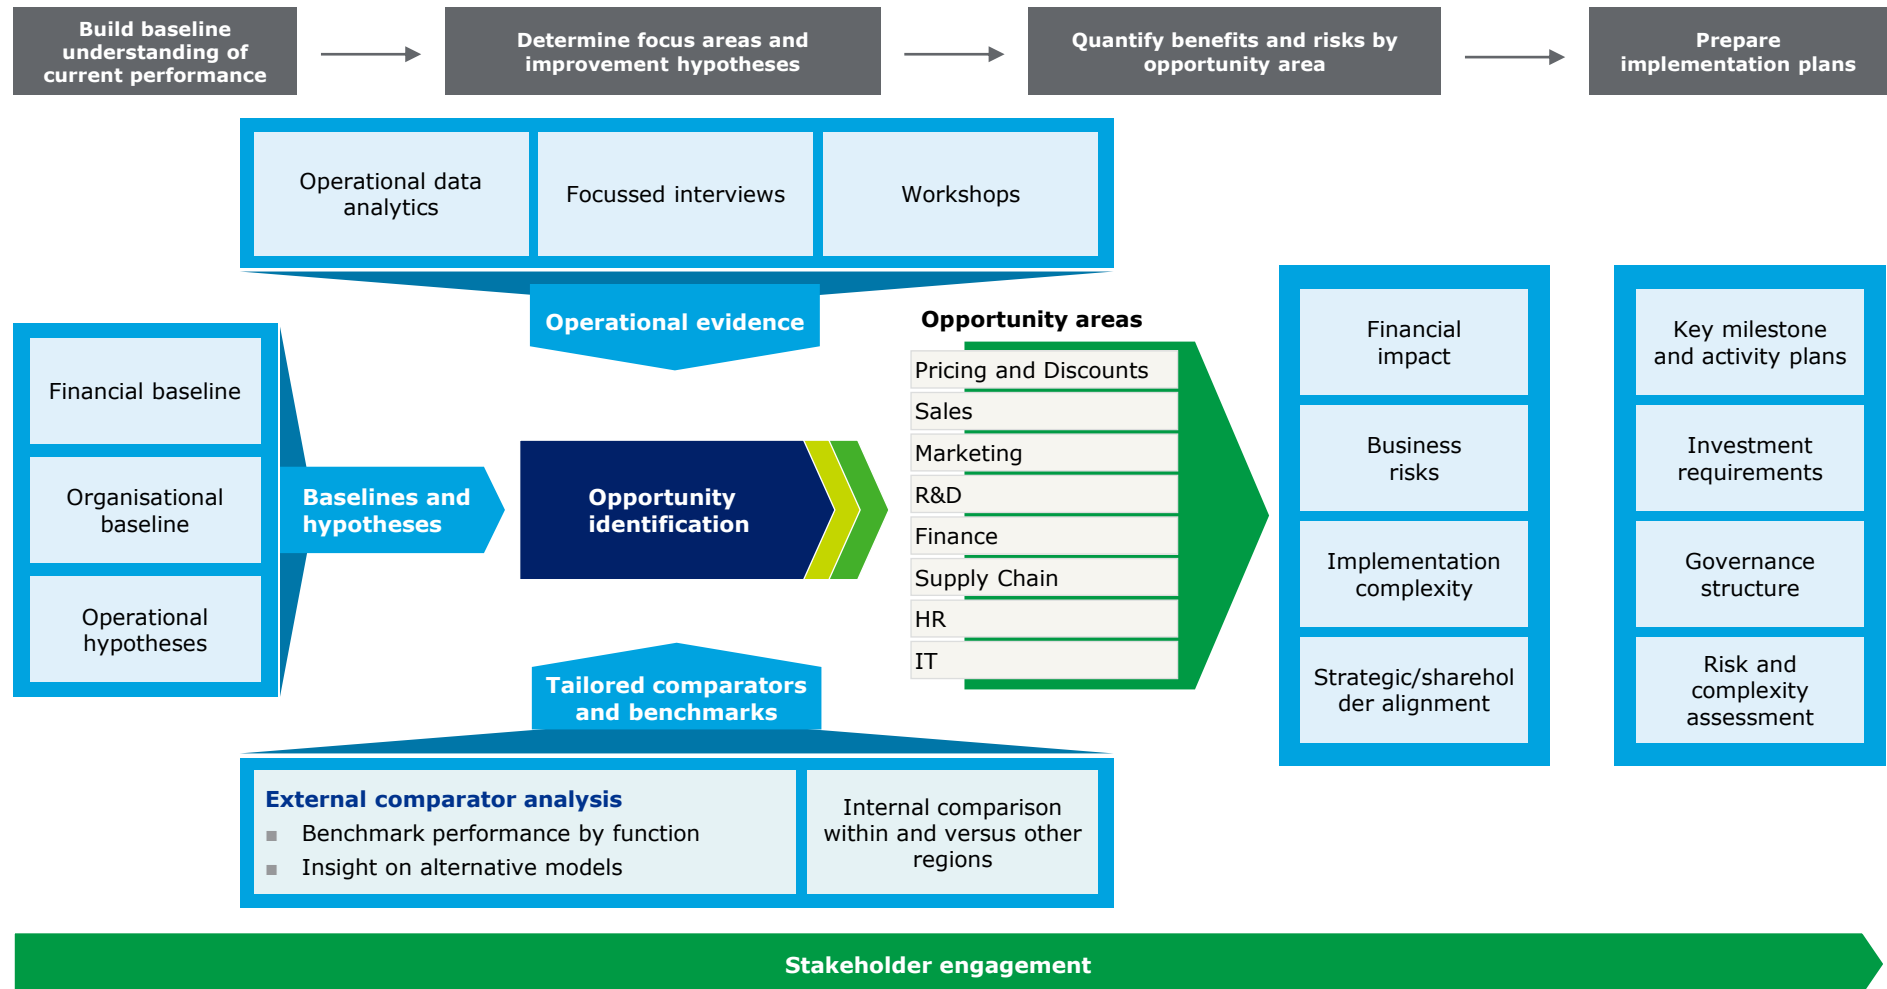 Build baseline
understanding of
current performance
Determine focus areas and
improvement hypotheses
Quantify benefits and risks by
opportunity area
Prepare
implementation plans
Operational data
analytics
Focussed interviews
Workshops
Operational evidence
Financial baseline
Organisational
baseline
Operational
hypotheses
Baselines and
hypotheses
Opportunity
identification
Tailored comparators
and benchmarks
External comparator analysis
Benchmark performance by function
Insight on alternative models
Internal comparison
within and versus other
regions
Opportunity areas
Pricing and Discounts
Sales
Marketing
R&D
Finance
Supply Chain
HR
IT
Financial
impact
Business
risks
Implementation
complexity
Strategic/sharehol
der alignment
Key milestone
and activity plans
Investment
requirements
Governance
structure
Risk and
complexity
assessment
Stakeholder engagement